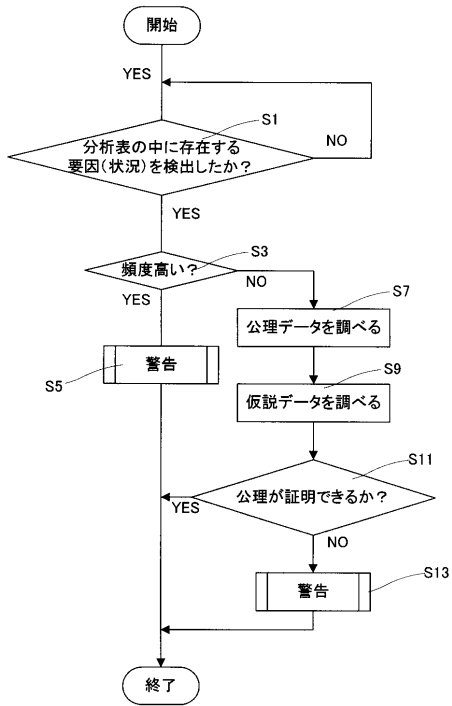 開始
YES
S1
分析表の中に存在する
要因(状況)を検出したか?
NO
YES
S3
頻度高い?
NO
YES
S7
公理データを調べる
S5
警告
S9
仮説データを調べる
S11
公理が証明できるか?
YES
NO
S13
警告
終了